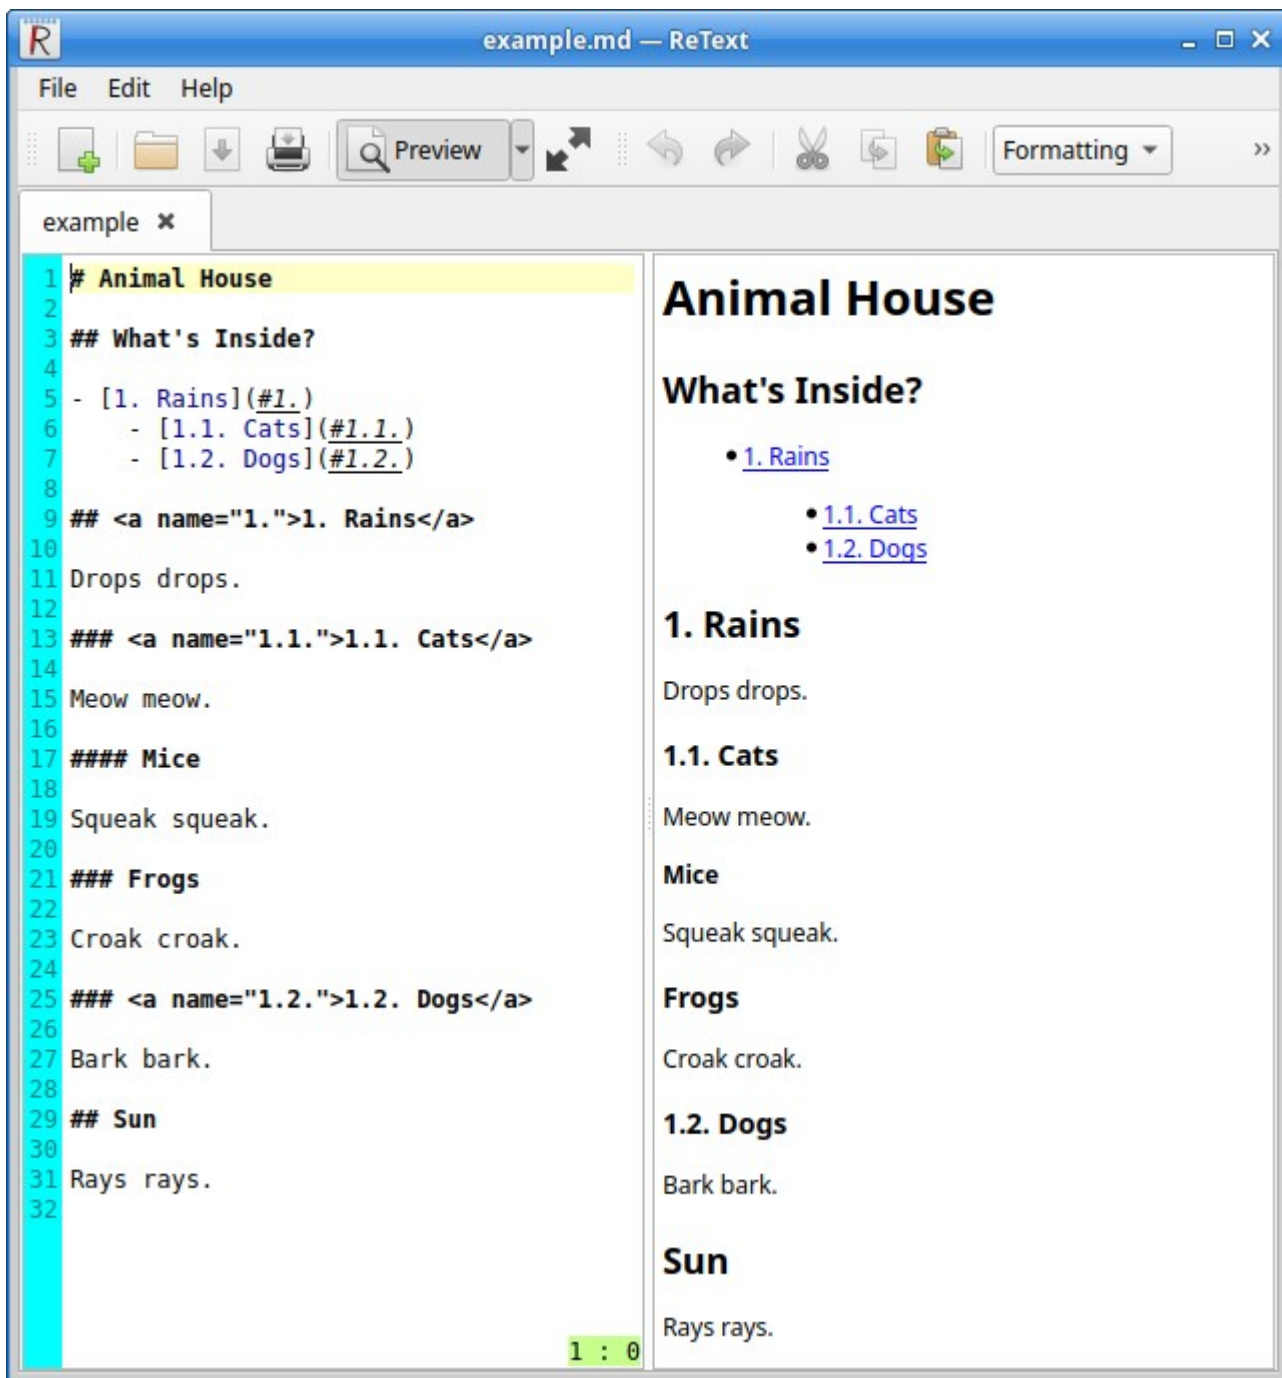 example.md — ReText
File Edit Help
Preview Formatting »
example
1 # Animal House
2
3 ## What's Inside?
4
5 - [1. Rains](#1.)
6     - [1.1. Cats](#1.1.)
7     - [1.2. Dogs](#1.2.)
8
9 ## <a name="1.">1. Rains</a>
10
11 Drops drops.
12
13 ### <a name="1.1.">1.1. Cats</a>
14
15 Meow meow.
16
17 #### Mice
18
19 Squeak squeak.
20
21 ### Frogs
22
23 Croak croak.
24
25 ### <a name="1.2.">1.2. Dogs</a>
26
27 Bark bark.
28
29 ## Sun
30
31 Rays rays.
32
1 : 0
Animal House
What's Inside?
• 1. Rains
• 1.1. Cats
• 1.2. Dogs
1. Rains
Drops drops.
1.1. Cats
Meow meow.
Mice
Squeak squeak.
Frogs
Croak croak.
1.2. Dogs
Bark bark.
Sun
Rays rays.